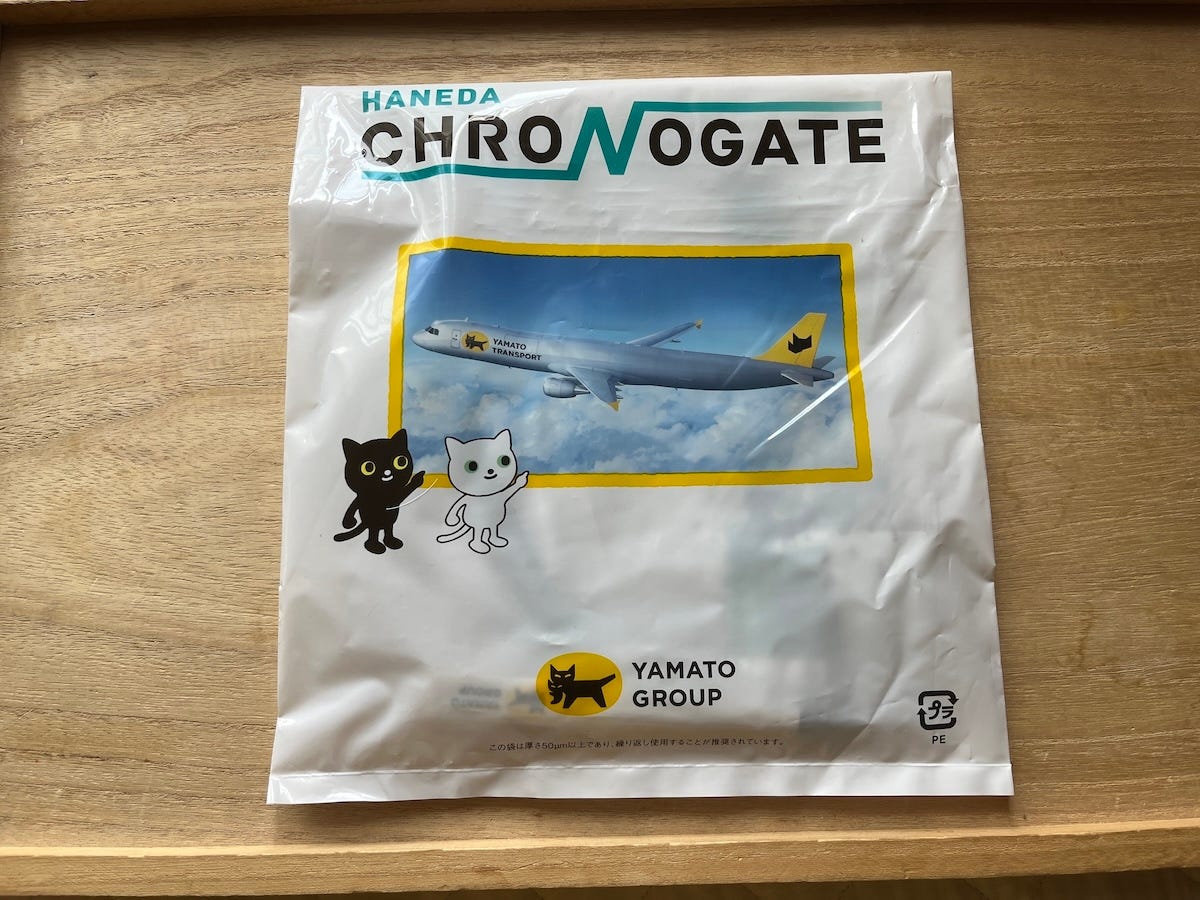 HANEDA
CHRONOGATE
YAMATO
TRANSPORT
YAMATO
GROUP
プラ
PE
この袋は厚さ50μm以上であり、繰り返し使用することが推奨されています。